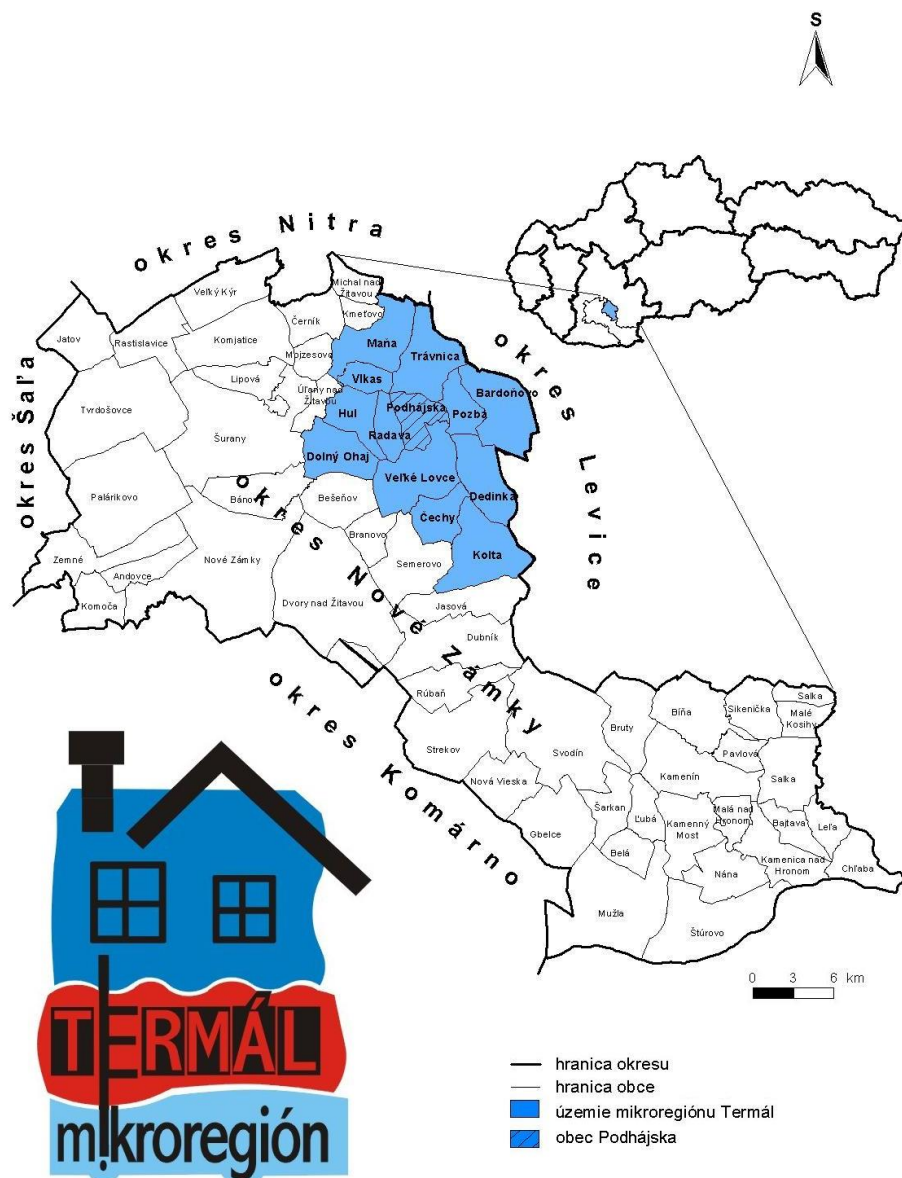 S
okres Nitra
okres Šaľa
okres Levice
okres Nové Zámky
okres Komárno
Michal nad
Žitavou
Veľký Kýr
Kmeťovo
Černík
Jatov
Rastislavice
Komjatice
Maňa
Mojzesovo
Trávnica
Lipová
Vlkas
Bardoňovo
Úľany nad
Žitavou
Podhájska
Tvrdošovce
Hul
Pozba
Radava
Šurany
Dolný Ohaj
Veľké Lovce
Palárikovo
Bánov
Bešeňov
Dedinka
Čechy
Branovo
Kolta
Zemné
Nové Zámky
Semerovo
Andovce
Komoča
Dvory nad Žitavou
Jasová
Dubník
Rúbaň
Salka
Bíňa
Sikenička
Malé
Kosihy
Bruty
Strekov
Svodín
Pavlová
Nová Vieska
Kamenín
Salka
Šarkan
Malá nad
Hronom
Ľubá
Kamenný
Most
Bajtava
Leľa
Gbelce
Belá
Kamenica nad
Hronom
Chľaba
Nána
Mužla
Štúrovo
0 3 6 km
TERMÁL
mikroregión
hranica okresu
hranica obce
územie mikroregiónu Termál
obec Podhájska